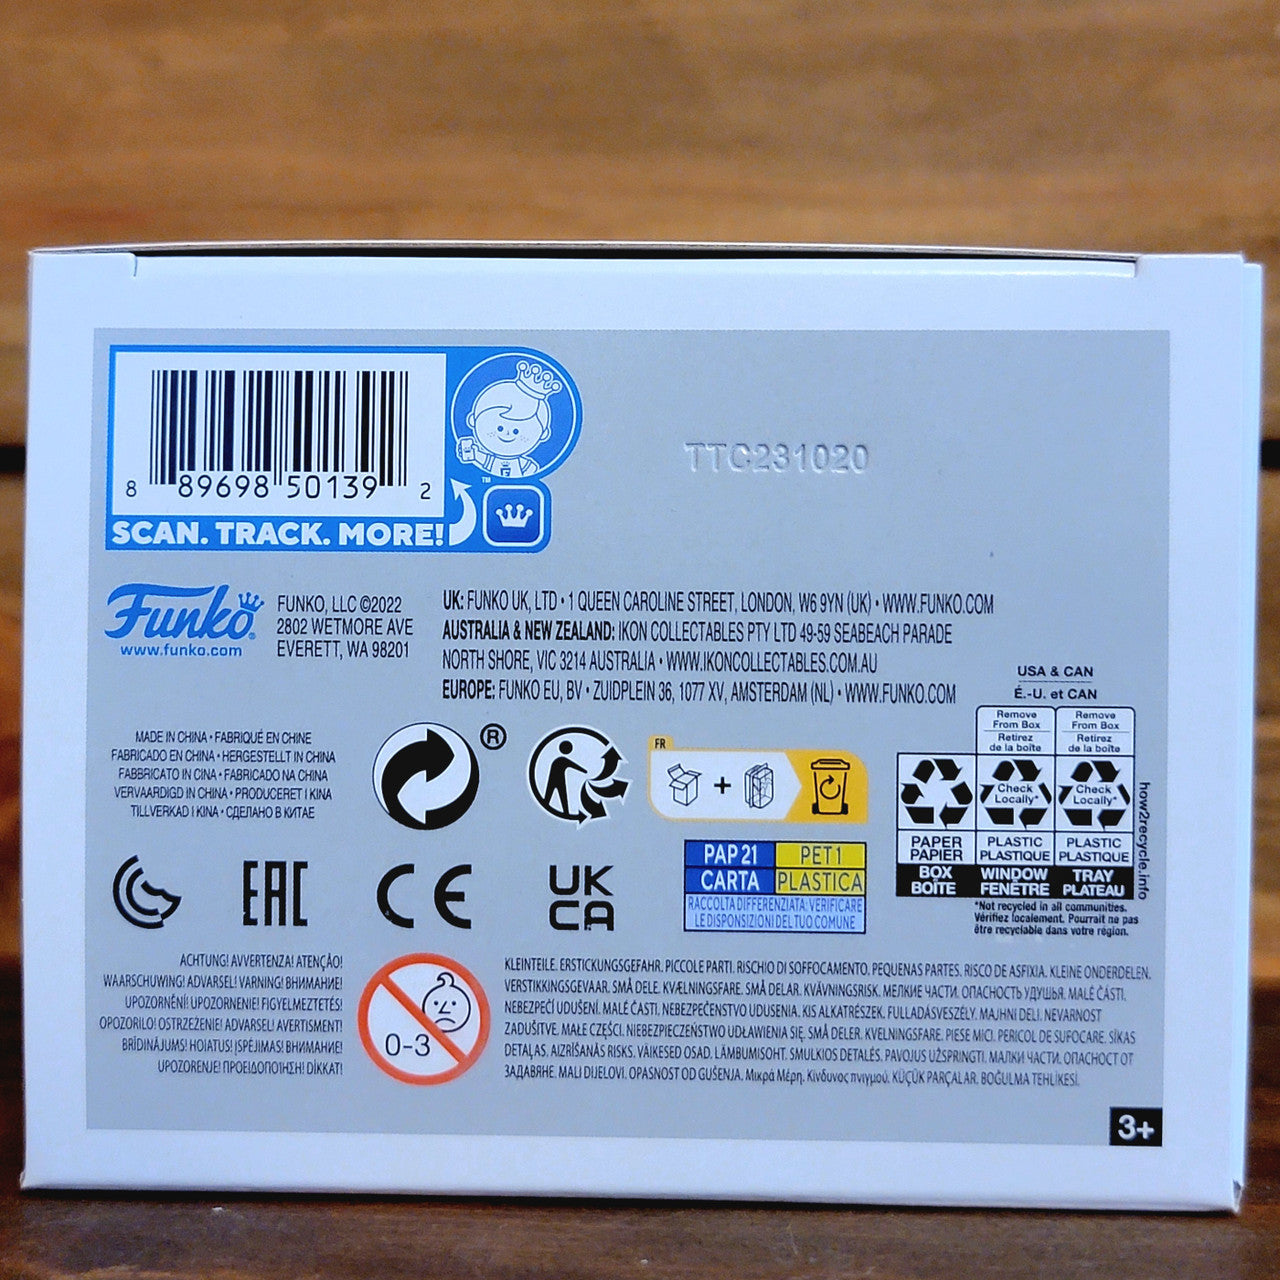 8 89698 50139 2
SCAN. TRACK. MORE!
™
TTC231020
Funko®
www.funko.com
FUNKO, LLC ©2022
2802 WETMORE AVE
EVERETT, WA 98201
UK: FUNKO UK, LTD • 1 QUEEN CAROLINE STREET, LONDON, W6 9YN (UK) • WWW.FUNKO.COM
AUSTRALIA & NEW ZEALAND: IKON COLLECTABLES PTY LTD 49-59 SEABEACH PARADE
NORTH SHORE, VIC 3214 AUSTRALIA • WWW.IKONCOLLECTABLES.COM.AU
EUROPE: FUNKO EU, BV • ZUIDPLEIN 36, 1077 XV, AMSTERDAM (NL) • WWW.FUNKO.COM
MADE IN CHINA • FABRIQUÉ EN CHINE
FABRICADO EN CHINA • HERGESTELLT IN CHINA
FABBRICATO IN CINA • FABRICADO NA CHINA
VERVAARDIGD IN CHINA • PRODUCERET I KINA
TILLVERKAD I KINA • СДЕЛАНО В КИТАЕ
®
FR
+
USA & CAN
É.-U. et CAN
Remove
From Box
Retirez
de la boîte
Remove
From Box
Retirez
de la boîte
Check
Locally*
Check
Locally*
PAPER
PAPIER
PLASTIC
PLASTIQUE
PLASTIC
PLASTIQUE
BOX
BOÎTE
WINDOW
FENÊTRE
TRAY
PLATEAU
how2recycle.info
*Not recycled in all communities.
Vérifiez localement. Pourrait ne pas
être recyclable dans votre région.
EAC
CE
UK
CA
PAP 21
PET 1
CARTA
PLASTICA
RACCOLTA DIFFERENZIATA: VERIFICARE
LE DISPONSIZIONI DEL TUO COMUNE
ACHTUNG! AVVERTENZA! ATENÇÃO!
WAARSCHUWING! ADVARSEL! VARNING! ВНИМАНИЕ!
UPOZORNĚNÍ! UPOZORNENIE! FIGYELMEZTETÉS!
OPOZORILO! OSTRZEŻENIE! ADVARSEL! AVERTISMENT!
BRĪDINĀJUMS! HOIATUS! ĮSPĖJIMAS! ВНИМАНИЕ!
UPOZORENJE! ΠΡΟΕΙΔΟΠΟΙΗΣΗ! DİKKAT!
0-3
KLEINTEILE. ERSTICKUNGSGEFAHR. PICCOLE PARTI. RISCHIO DI SOFFOCAMENTO. PEQUENAS PARTES. RISCO DE ASFIXIA. KLEINE ONDERDELEN.
VERSTIKKINGSGEVAAR. SMÅ DELE. KVÆLNINGSFARE. SMÅ DELAR. KVÄVNINGSRISK. МЕЛКИЕ ЧАСТИ. ОПАСНОСТЬ УДУШЬЯ. MALÉ ČÁSTI.
NEBEZPEČÍ UDUŠENÍ. MALÉ ČASTI. NEBEZPEČENSTVO UDUSENIA. KIS ALKATRÉSZEK. FULLADÁSVESZÉLY. MAJHNI DELI. NEVARNOST
ZADUŠITVE. MAŁE CZĘŚCI. NIEBEZPIECZEŃSTWO UDŁAWIENIA SIĘ. SMÅ DELER. KVELNINGSFARE. PIESE MICI. PERICOL DE SUFOCARE. SĪKAS
DETAĻAS. AIZRĪŠANĀS RISKS. VÄIKESED OSAD. LÄMBUMISOHT. SMULKIOS DETALĖS. PAVOJUS UŽSPRINGTI. МАЛКИ ЧАСТИ. ОПАСНОСТ ОТ
ЗАДАВЯНЕ. MALI DIJELOVI. OPASNOST OD GUŠENJA. Μικρά Μέρη. Κίνδυνος πνιγμού. KÜÇÜK PARÇALAR. BOĞULMA TEHLİKESİ.
3+